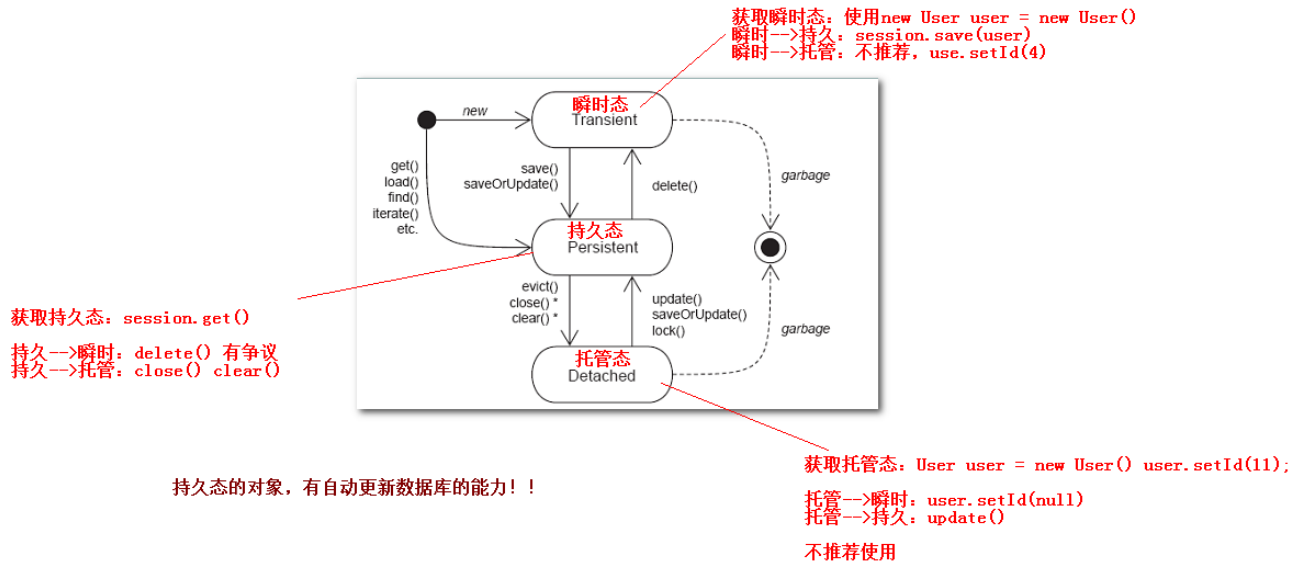 获取瞬时态：使用new User user = new User()
瞬时-->持久：session.save(user)
瞬时-->托管：不推荐，use.setId(4)
瞬时态
Transient
new
get()
load()
find()
iterate()
etc.
save()
saveOrUpdate()
delete()
garbage
持久态
Persistent
evict()
close() *
clear() *
update()
saveOrUpdate()
lock()
garbage
托管态
Detached
获取持久态：session.get()
持久-->瞬时：delete() 有争议
持久-->托管：close() clear()
获取托管态：User user = new User() user.setId(11);
托管-->瞬时：user.setId(null)
托管-->持久：update()
不推荐使用
持久态的对象，有自动更新数据库的能力！！